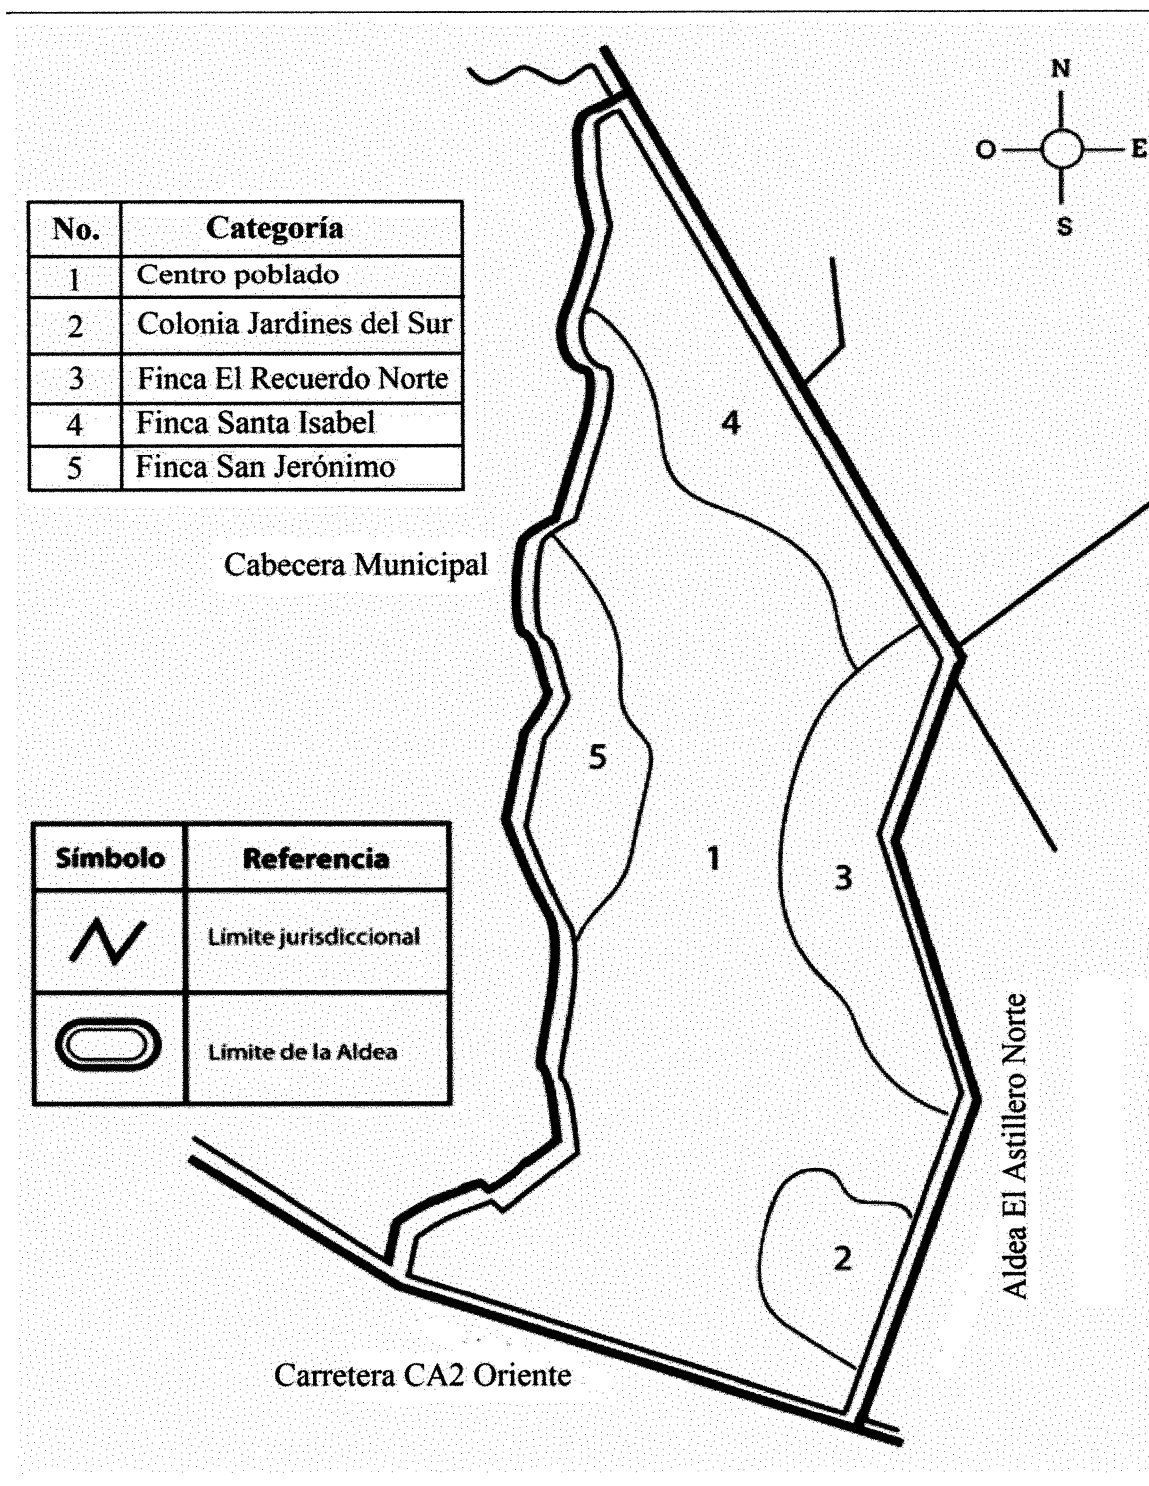 N
O E
S
No. Categoría
1 Centro poblado
2 Colonia Jardines del Sur
3 Finca El Recuerdo Norte
4 Finca Santa Isabel
5 Finca San Jerónimo
4
Cabecera Municipal
5
1
3
Símbolo Referencia
Límite jurisdiccional
Límite de la Aldea
Aldea El Astillero Norte
2
Carretera CA2 Oriente